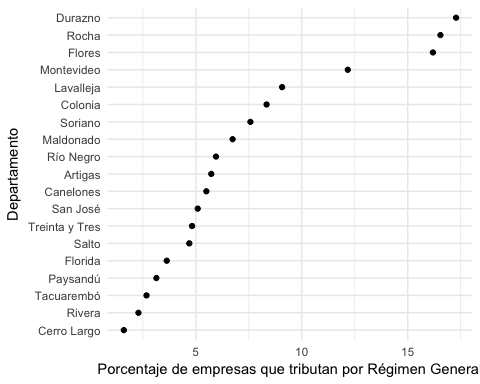 Durazno
Rocha
Flores
Montevideo
Lavalleja
Colonia
Soriano
Maldonado
Río Negro
Artigas
Canelones
San José
Treinta y Tres
Salto
Florida
Paysandú
Tacuarembó
Rivera
Cerro Largo
Departamento
5 10 15
Porcentaje de empresas que tributan por Régimen Genera